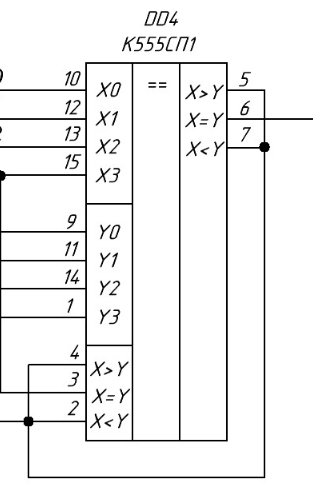 DD4
К555СП1
10 X0 == X>Y 5
12 X1 X=Y 6
13 X2 X<Y 7
15 X3
9 Y0
11 Y1
14 Y2
1 Y3
4 X>Y
3 X=Y
2 X<Y